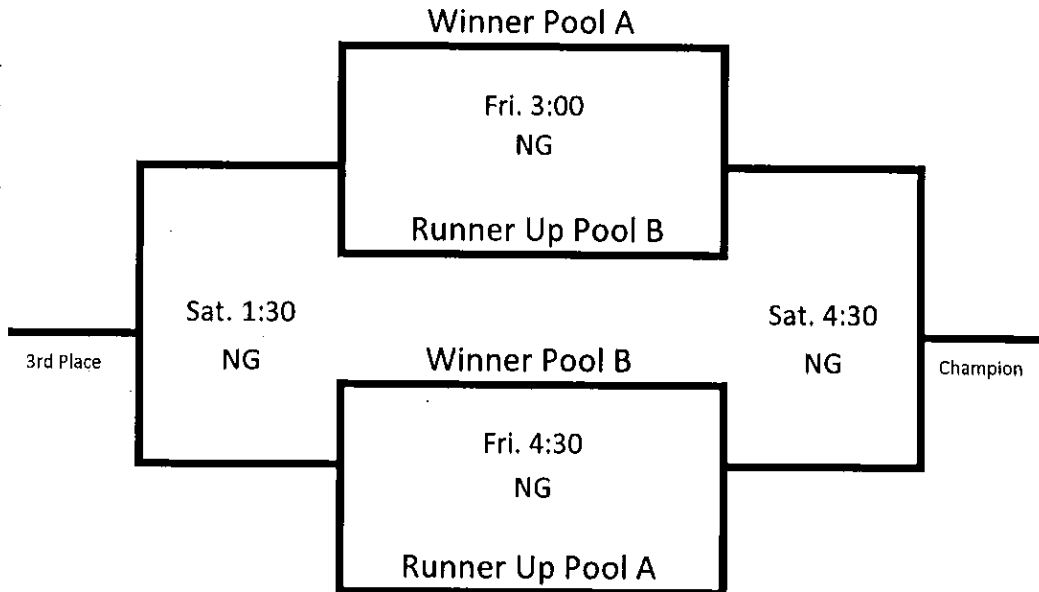 Winner Pool A
Fri. 3:00
NG
Runner Up Pool B
Sat. 1:30
NG
3rd Place
Sat. 4:30
NG
Champion
Winner Pool B
Fri. 4:30
NG
Runner Up Pool A